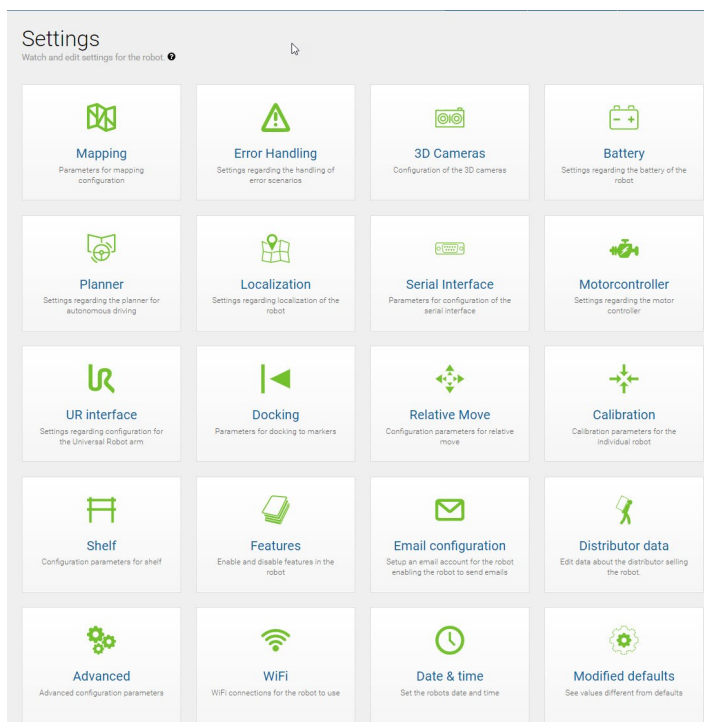 Settings
Watch and edit settings for the robot. ?
Mapping
Parameters for mapping
configuration
Error Handling
Settings regarding the handling of
error scenarios
3D Cameras
Configuration of the 3D cameras
Battery
Settings regarding the battery of the
robot
Planner
Settings regarding the planner for
autonomous driving
Localization
Settings regarding localization of the
robot
Serial Interface
Parameters for configuration of the
serial interface
Motorcontroller
Settings regarding the motor
controller
UR
UR interface
Settings regarding configuration for
the Universal Robot arm
Docking
Parameters for docking to markers
Relative Move
Configuration parameters for relative
move
Calibration
Calibration parameters for the
individual robot
Shelf
Configuration parameters for shelf
Features
Enable and disable features in the
robot
Email configuration
Setup an email account for the robot
enabling the robot to send emails
Distributor data
Edit data about the distributor selling
the robot.
Advanced
Advanced configuration parameters
WiFi
WiFi connections for the robot to use
Date & time
Set the robots date and time
Modified defaults
See values different from defaults